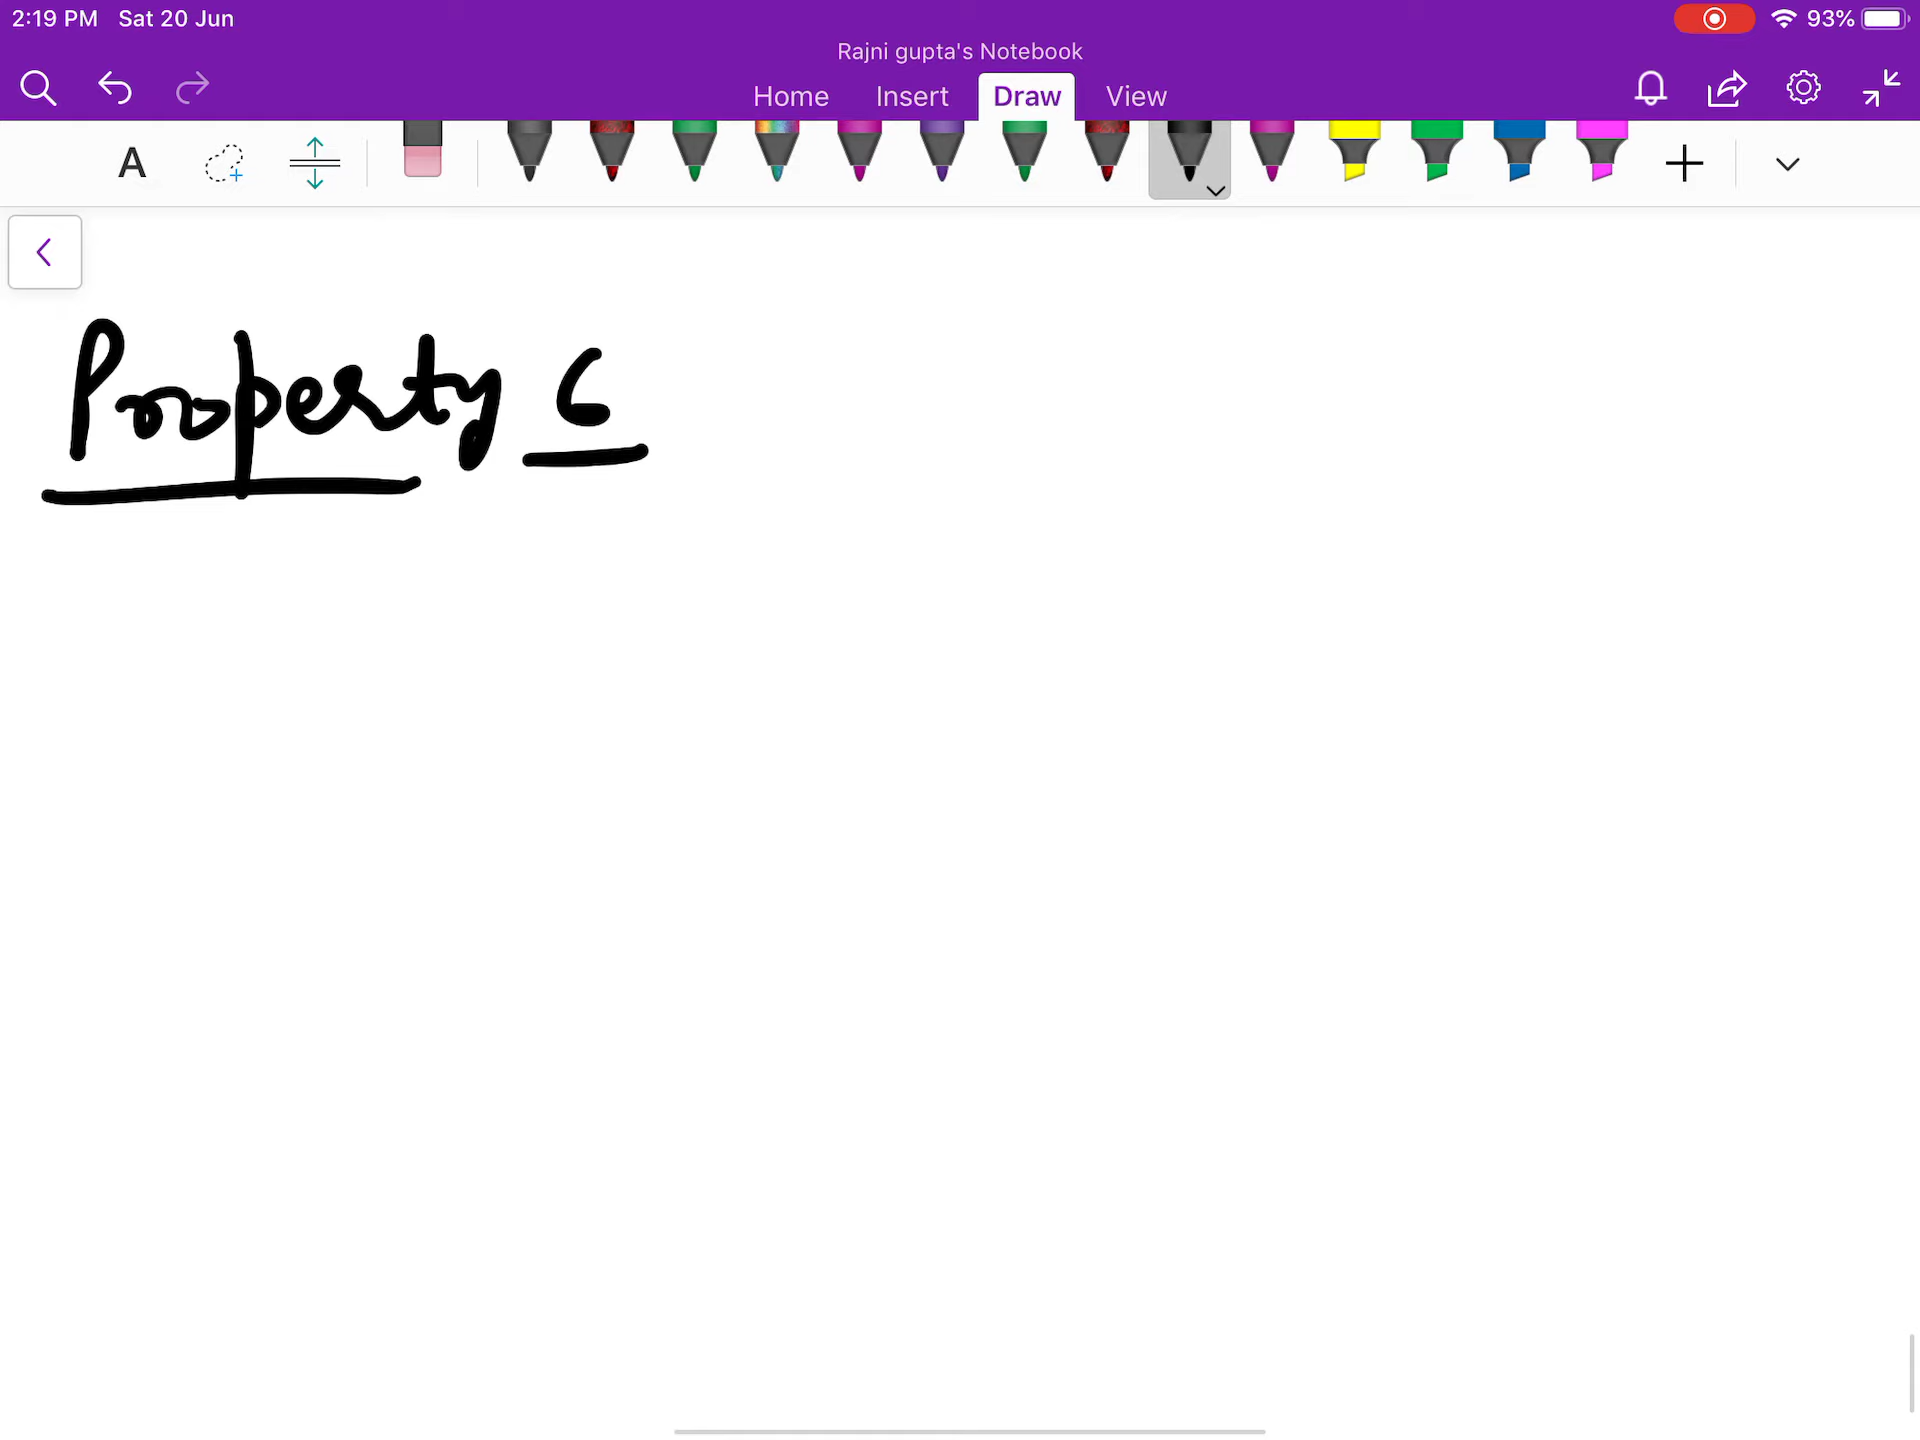 2:19 PM Sat 20 Jun 93%
Rajni gupta's Notebook
Home Insert Draw View
A
Property 6